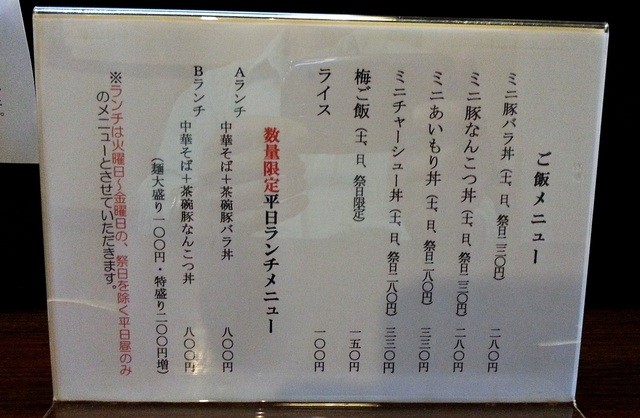 ご飯メニュー
ミニ豚バラ丼（土、日、祭日二三〇円） 二八〇円
ミニ豚なんこつ丼（土、日、祭日二三〇円） 二八〇円
ミニあいもり丼（土、日、祭日二八〇円） 三三〇円
ミニチャーシュー丼（土、日、祭日二八〇円） 三三〇円
梅ご飯（土、日、祭日限定） 一五〇円
ライス 一〇〇円
数量限定平日ランチメニュー
Aランチ 中華そば＋茶碗豚バラ丼 八〇〇円
Bランチ 中華そば＋茶碗豚なんこつ丼 八〇〇円
（麺大盛り一〇〇円・特盛り二〇〇円増）
※ランチは火曜日～金曜日の、祭日を除く平日昼のみ
のメニューとさせていただきます。